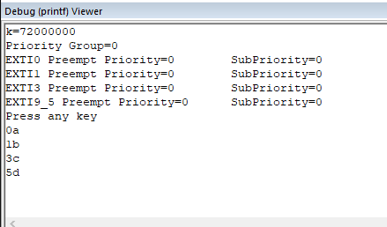 Debug (printf) Viewer
k=72000000
Priority Group=0
EXTI0 Preempt Priority=0 SubPriority=0
EXTI1 Preempt Priority=0 SubPriority=0
EXTI3 Preempt Priority=0 SubPriority=0
EXTI9_5 Preempt Priority=0 SubPriority=0
Press any key
0a
1b
3c
5d